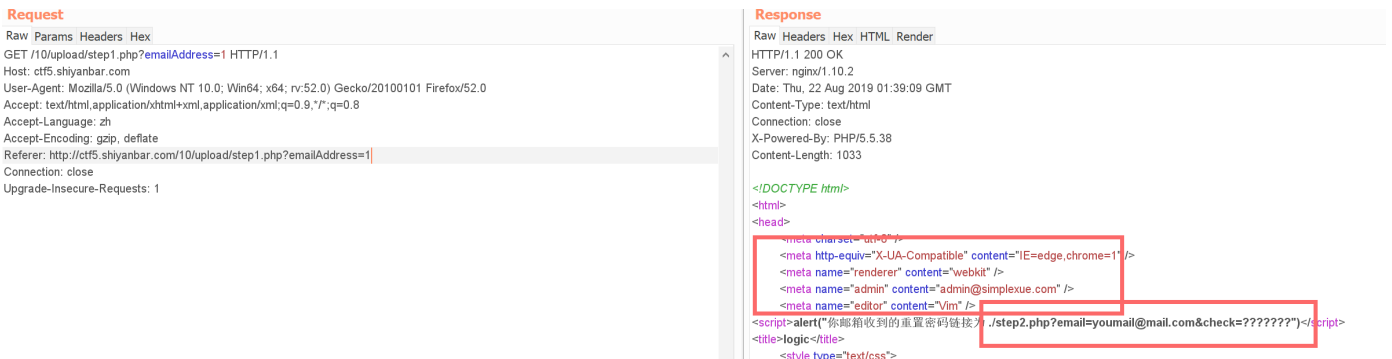 Request
Raw Params Headers Hex
GET /10/upload/step1.php?emailAddress=1 HTTP/1.1
Host: ctf5.shiyanbar.com
User-Agent: Mozilla/5.0 (Windows NT 10.0; Win64; x64; rv:52.0) Gecko/20100101 Firefox/52.0
Accept: text/html,application/xhtml+xml,application/xml;q=0.9,*/*;q=0.8
Accept-Language: zh
Accept-Encoding: gzip, deflate
Referer: http://ctf5.shiyanbar.com/10/upload/step1.php?emailAddress=1
Connection: close
Upgrade-Insecure-Requests: 1
Response
Raw Headers Hex HTML Render
HTTP/1.1 200 OK
Server: nginx/1.10.2
Date: Thu, 22 Aug 2019 01:39:09 GMT
Content-Type: text/html
Connection: close
X-Powered-By: PHP/5.5.38
Content-Length: 1033
<!DOCTYPE html>
<html>
<head>
<meta charset="utf-8" />
<meta http-equiv="X-UA-Compatible" content="IE=edge,chrome=1" />
<meta name="renderer" content="webkit" />
<meta name="admin" content="admin@simplexue.com" />
<meta name="editor" content="Vim" />
<script>alert("你邮箱收到的重置密码链接为 ./step2.php?email=youmail@mail.com&check=???????")</script>
<title>logic</title>
<style type="text/css">